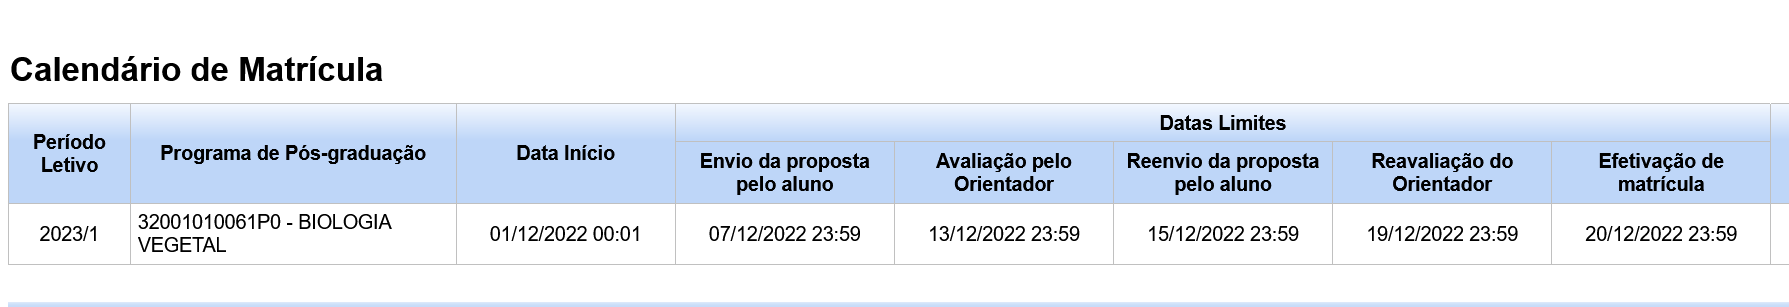 Calendário de Matrícula
Período Letivo
Programa de Pós-graduação
Data Início
Datas Limites
Envio da proposta pelo aluno
Avaliação pelo Orientador
Reenvio da proposta pelo aluno
Reavaliação do Orientador
Efetivação de matrícula
2023/1
32001010061P0 - BIOLOGIA VEGETAL
01/12/2022 00:01
07/12/2022 23:59
13/12/2022 23:59
15/12/2022 23:59
19/12/2022 23:59
20/12/2022 23:59